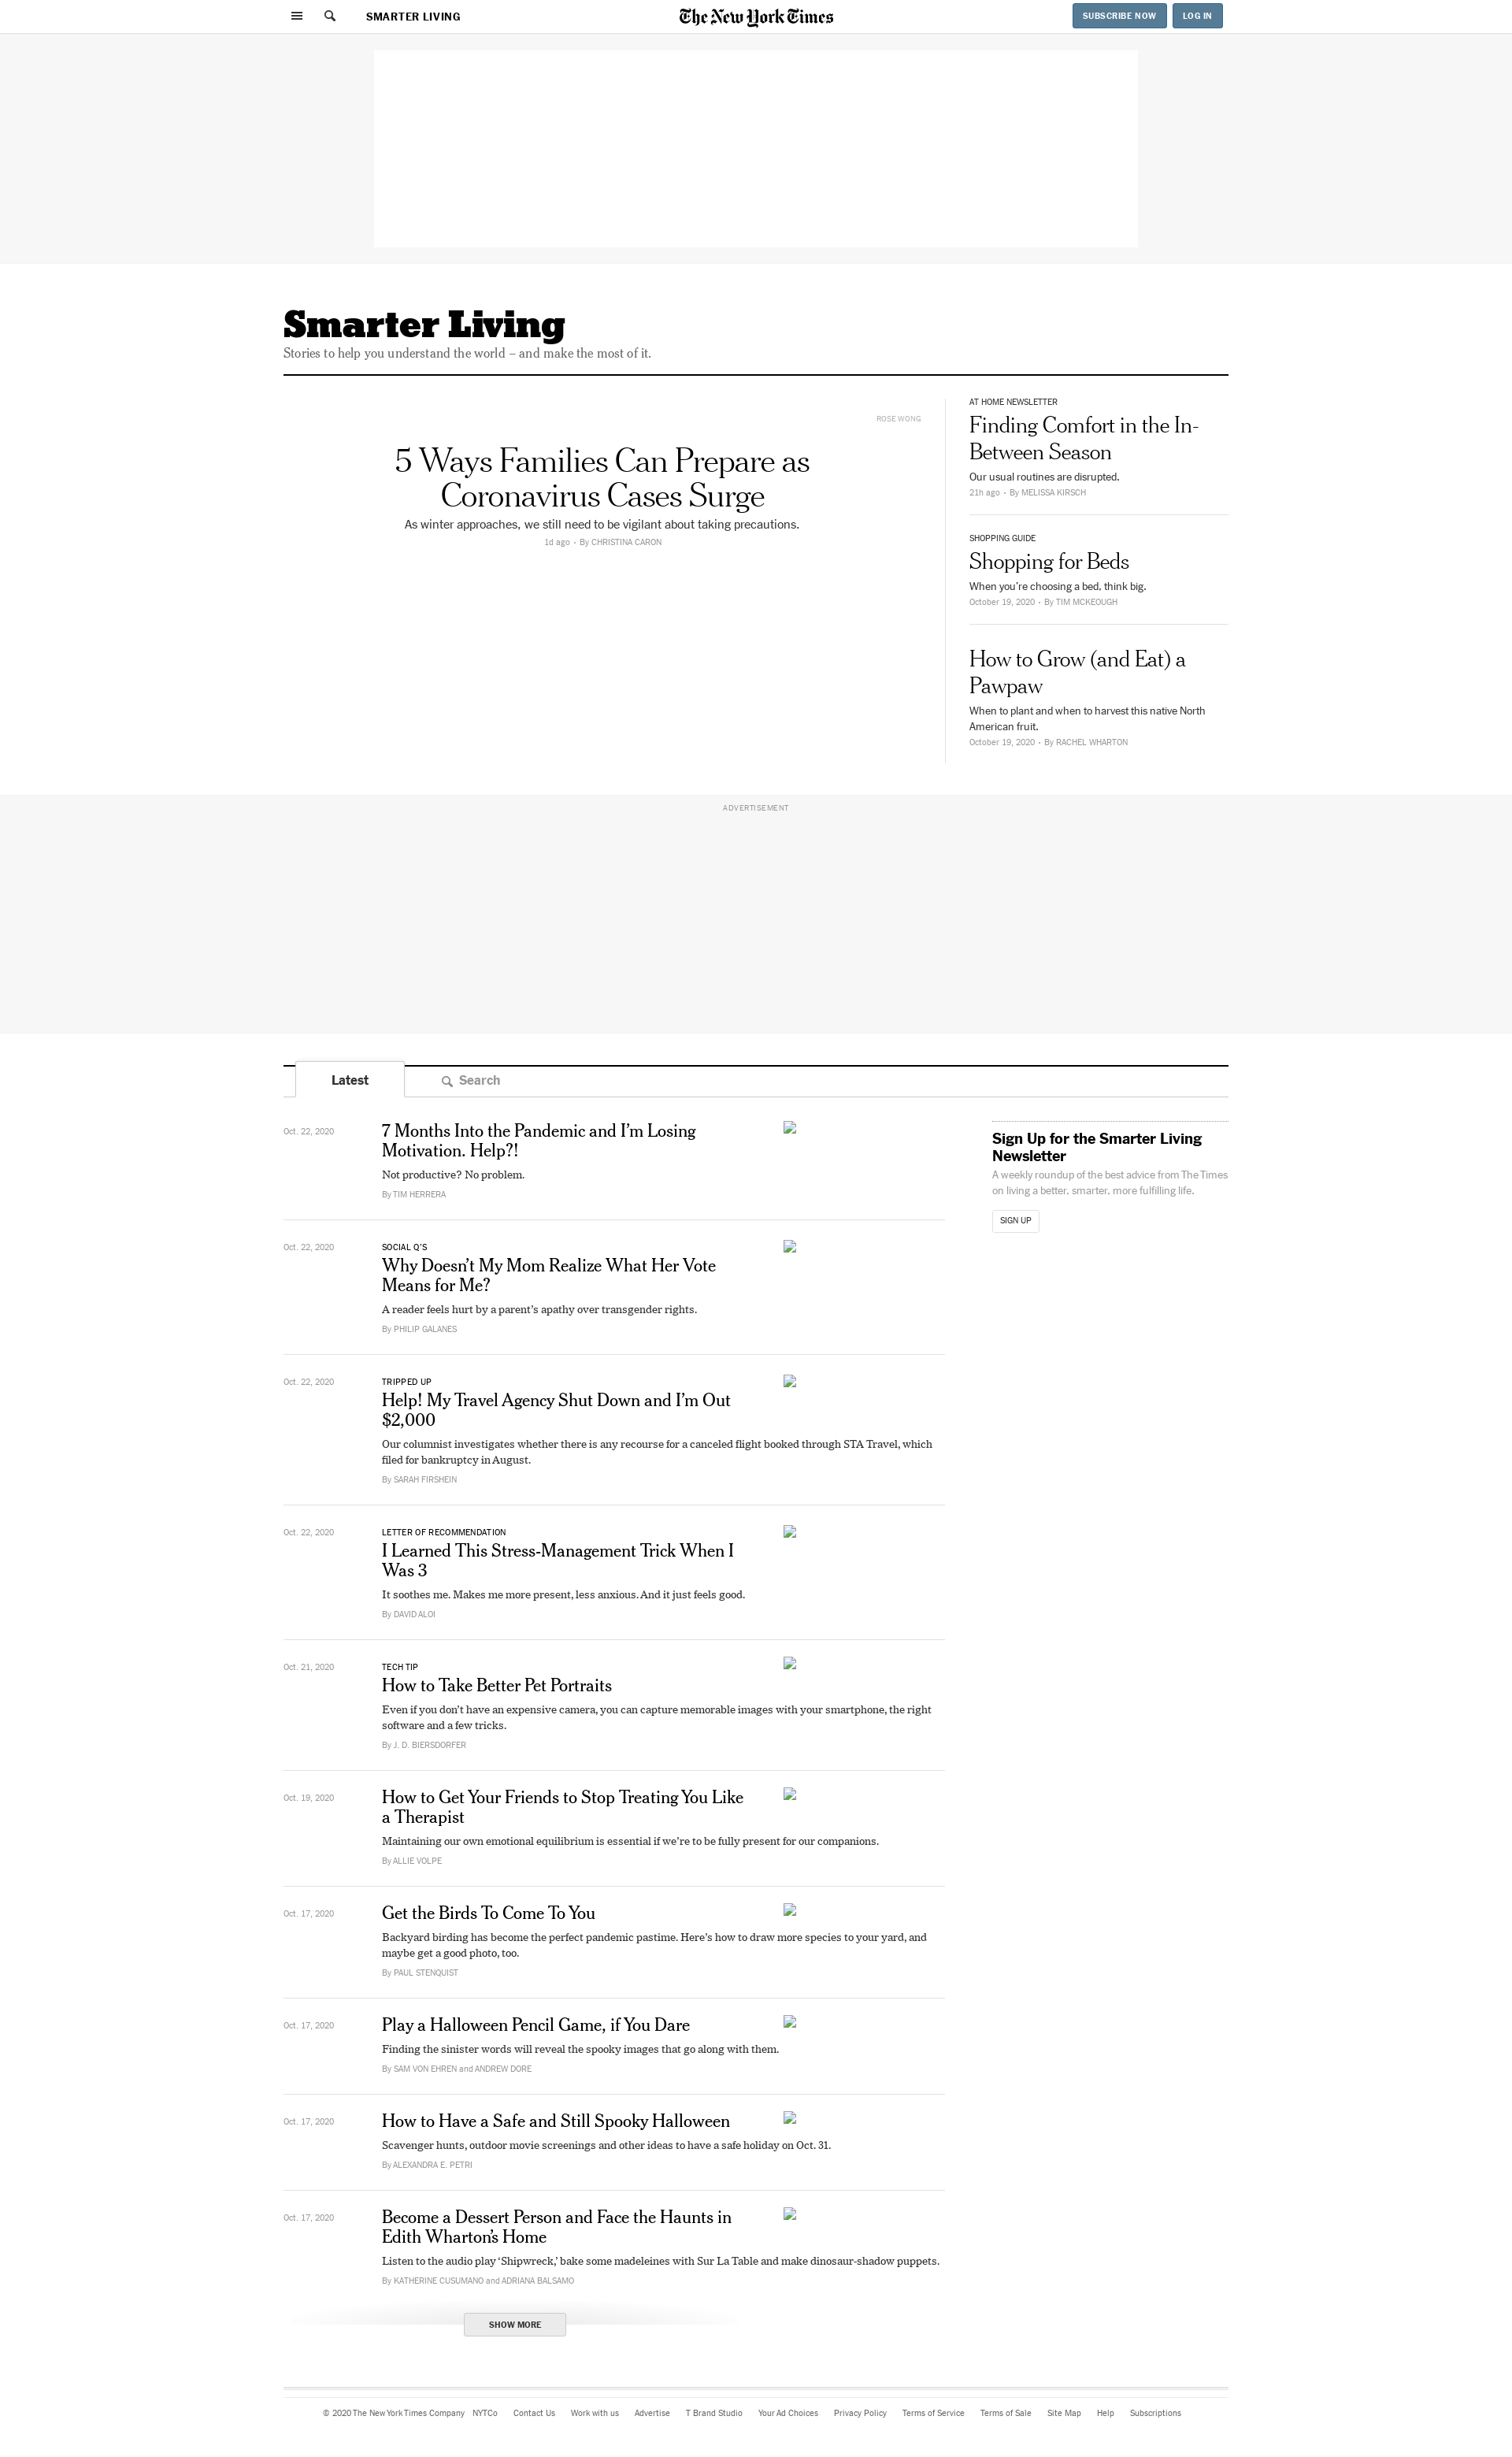 SMARTER LIVING
The New York Times
SUBSCRIBE NOW
LOG IN
Smarter Living
Stories to help you understand the world – and make the most of it.
ROSE WONG
5 Ways Families Can Prepare as
Coronavirus Cases Surge
As winter approaches, we still need to be vigilant about taking precautions.
1d ago • By CHRISTINA CARON
AT HOME NEWSLETTER
Finding Comfort in the In-
Between Season
Our usual routines are disrupted.
21h ago • By MELISSA KIRSCH
SHOPPING GUIDE
Shopping for Beds
When you’re choosing a bed, think big.
October 19, 2020 • By TIM MCKEOUGH
How to Grow (and Eat) a
Pawpaw
When to plant and when to harvest this native North
American fruit.
October 19, 2020 • By RACHEL WHARTON
ADVERTISEMENT
Latest
Search
Oct. 22, 2020
7 Months Into the Pandemic and I’m Losing
Motivation. Help?!
Not productive? No problem.
By TIM HERRERA
Sign Up for the Smarter Living
Newsletter
A weekly roundup of the best advice from The Times
on living a better, smarter, more fulfilling life.
SIGN UP
Oct. 22, 2020
SOCIAL Q’S
Why Doesn’t My Mom Realize What Her Vote
Means for Me?
A reader feels hurt by a parent’s apathy over transgender rights.
By PHILIP GALANES
Oct. 22, 2020
TRIPPED UP
Help! My Travel Agency Shut Down and I’m Out
$2,000
Our columnist investigates whether there is any recourse for a canceled flight booked through STA Travel, which
filed for bankruptcy in August.
By SARAH FIRSHEIN
Oct. 22, 2020
LETTER OF RECOMMENDATION
I Learned This Stress-Management Trick When I
Was 3
It soothes me. Makes me more present, less anxious. And it just feels good.
By DAVID ALOI
Oct. 21, 2020
TECH TIP
How to Take Better Pet Portraits
Even if you don’t have an expensive camera, you can capture memorable images with your smartphone, the right
software and a few tricks.
By J. D. BIERSDORFER
Oct. 19, 2020
How to Get Your Friends to Stop Treating You Like
a Therapist
Maintaining our own emotional equilibrium is essential if we’re to be fully present for our companions.
By ALLIE VOLPE
Oct. 17, 2020
Get the Birds To Come To You
Backyard birding has become the perfect pandemic pastime. Here’s how to draw more species to your yard, and
maybe get a good photo, too.
By PAUL STENQUIST
Oct. 17, 2020
Play a Halloween Pencil Game, if You Dare
Finding the sinister words will reveal the spooky images that go along with them.
By SAM VON EHREN and ANDREW DORE
Oct. 17, 2020
How to Have a Safe and Still Spooky Halloween
Scavenger hunts, outdoor movie screenings and other ideas to have a safe holiday on Oct. 31.
By ALEXANDRA E. PETRI
Oct. 17, 2020
Become a Dessert Person and Face the Haunts in
Edith Wharton’s Home
Listen to the audio play ‘Shipwreck,’ bake some madeleines with Sur La Table and make dinosaur-shadow puppets.
By KATHERINE CUSUMANO and ADRIANA BALSAMO
SHOW MORE
© 2020 The New York Times Company NYTCo Contact Us Work with us Advertise T Brand Studio Your Ad Choices Privacy Policy Terms of Service Terms of Sale Site Map Help Subscriptions